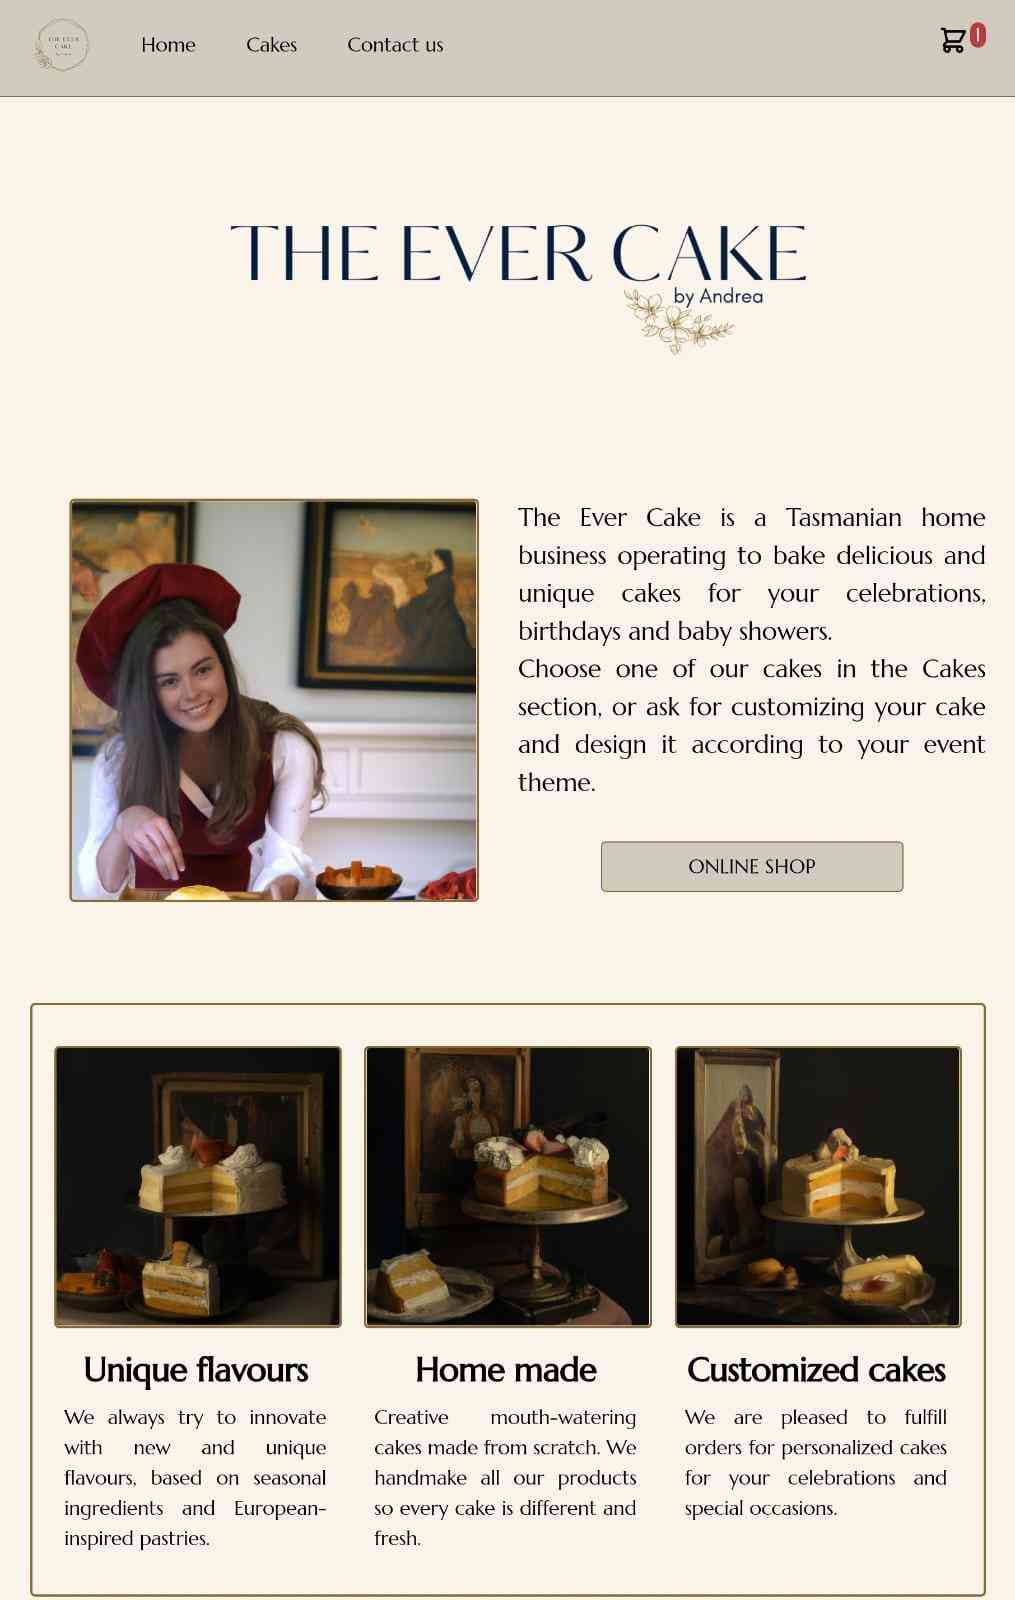 THE EVER
CAKE
Home Cakes Contact us
1
THE EVER CAKE
by Andrea
The Ever Cake is a Tasmanian home
business operating to bake delicious and
unique cakes for your celebrations,
birthdays and baby showers.
Choose one of our cakes in the Cakes
section, or ask for customizing your cake
and design it according to your event
theme.
ONLINE SHOP
Unique flavours
We always try to innovate
with new and unique
flavours, based on seasonal
ingredients and European-
inspired pastries.
Home made
Creative mouth-watering
cakes made from scratch. We
handmake all our products
so every cake is different and
fresh.
Customized cakes
We are pleased to fulfill
orders for personalized cakes
for your celebrations and
special occasions.